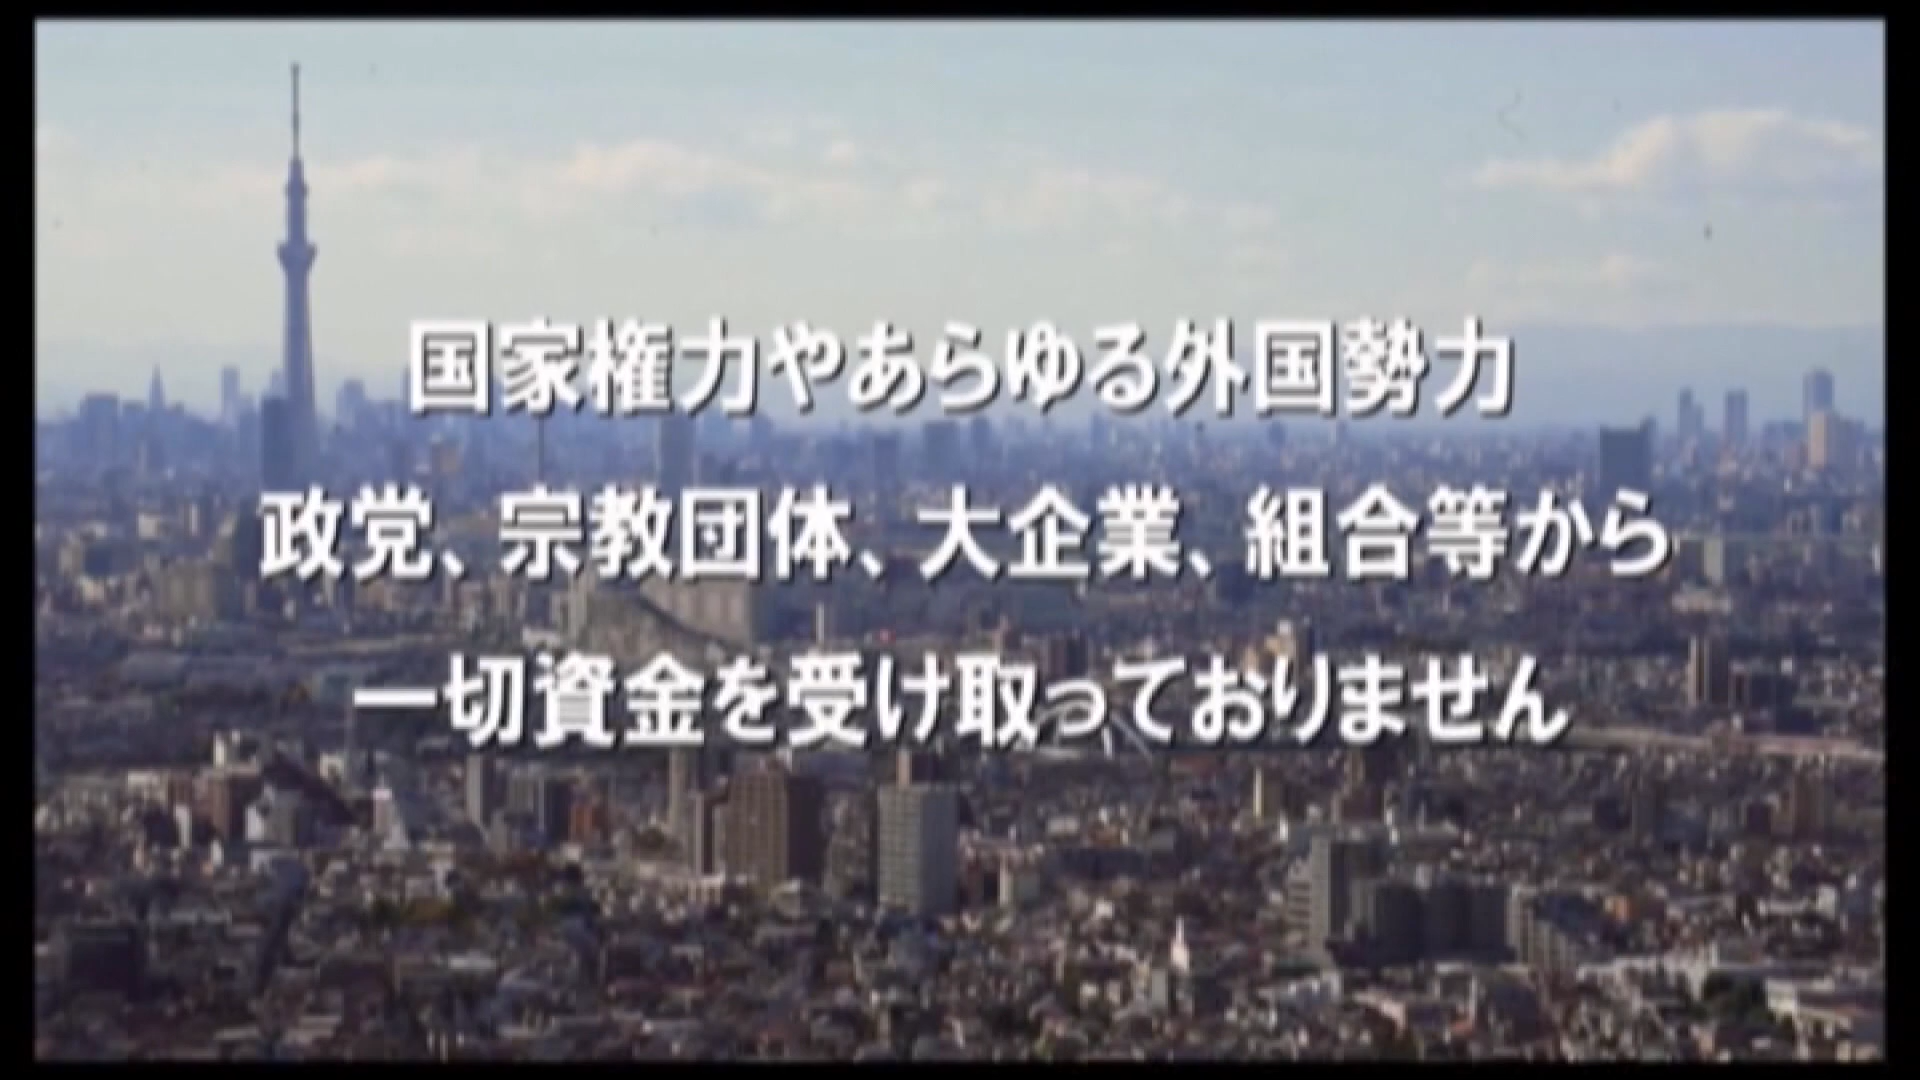 国家権力やあらゆる外国勢力
政党、宗教団体、大企業、組合等から
一切資金を受け取っておりません